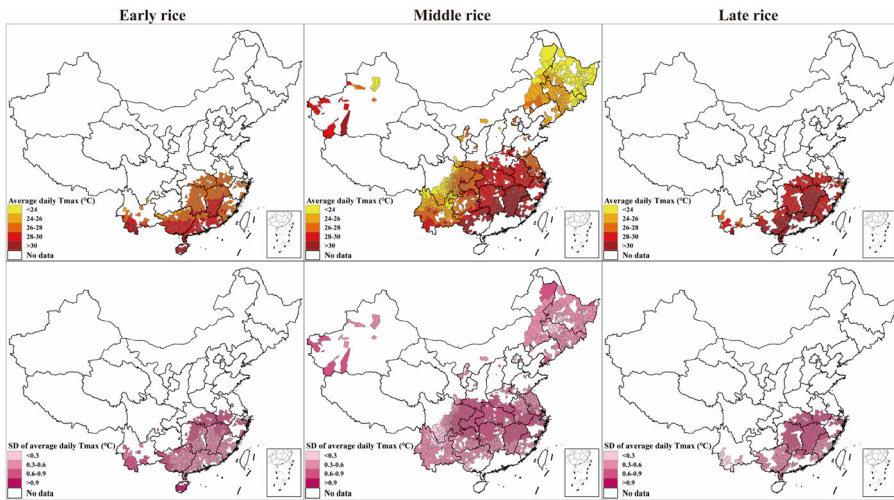 Early rice
Middle rice
Late rice
Average daily Tmax (°C)
<24
24-26
26-28
28-30
>30
No data
Average daily Tmax (°C)
<24
24-26
26-28
28-30
>30
No data
Average daily Tmax (°C)
<24
24-26
26-28
28-30
>30
No data
SD of average daily Tmax (°C)
<0.3
0.3-0.6
0.6-0.9
>0.9
No data
SD of average daily Tmax (°C)
<0.3
0.3-0.6
0.6-0.9
>0.9
No data
SD of average daily Tmax (°C)
<0.3
0.3-0.6
0.6-0.9
>0.9
No data